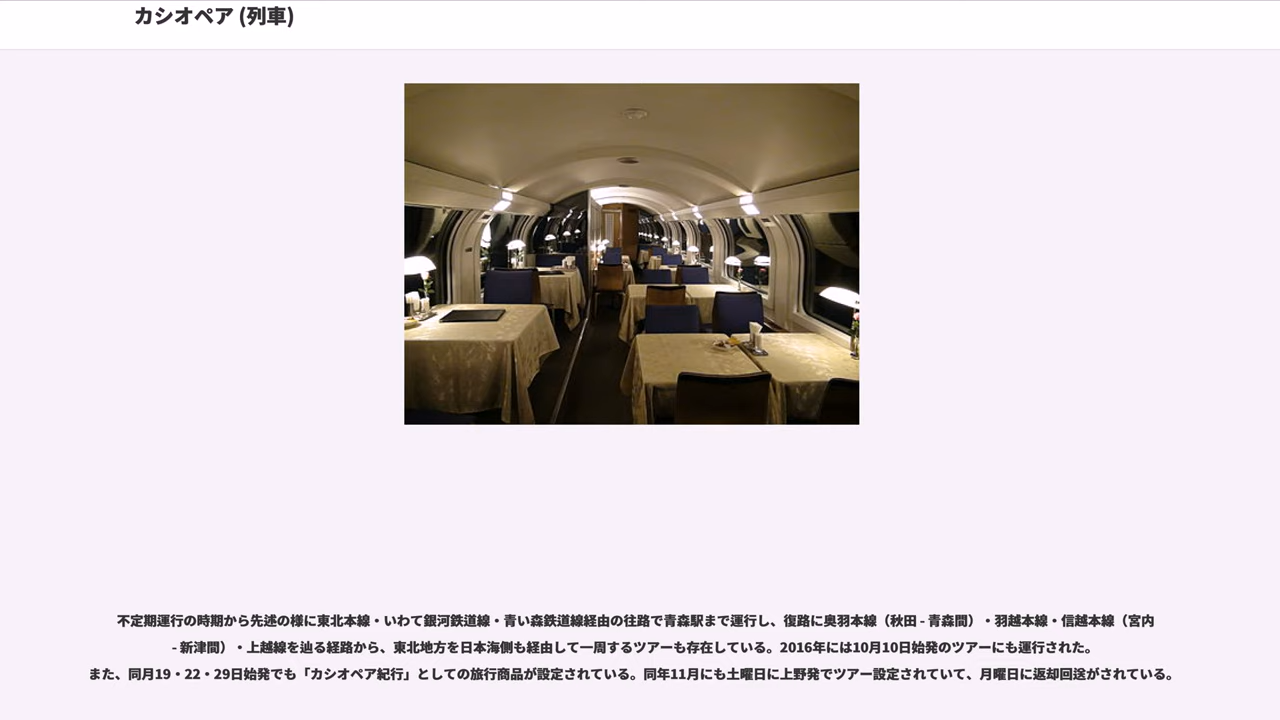 カシオペア (列車)
不定期運行の時期から先述の様に東北本線・いわて銀河鉄道線・青い森鉄道線経由の往路で青森駅まで運行し、復路に奥羽本線（秋田 - 青森間）・羽越本線・信越本線（宮内
- 新津間）・上越線を辿る経路から、東北地方を日本海側も経由して一周するツアーも存在している。2016年には10月10日始発のツアーにも運行された。
また、同月19・22・29日始発でも「カシオペア紀行」としての旅行商品が設定されている。同年11月にも土曜日に上野発でツアー設定されていて、月曜日に返却回送がされている。